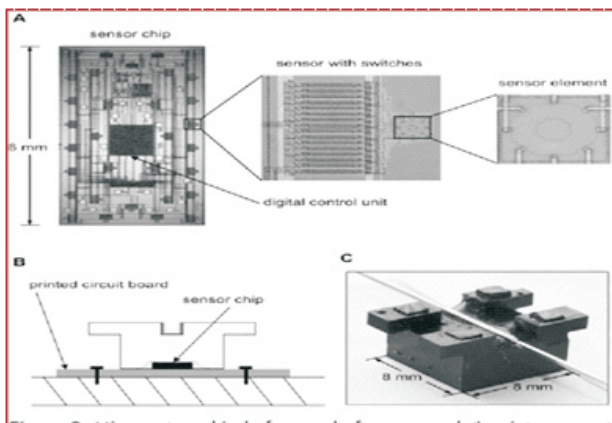 A
sensor chip
sensor with switches
sensor element
5 mm
digital control unit
B
C
printed circuit board
sensor chip
8 mm
8 mm